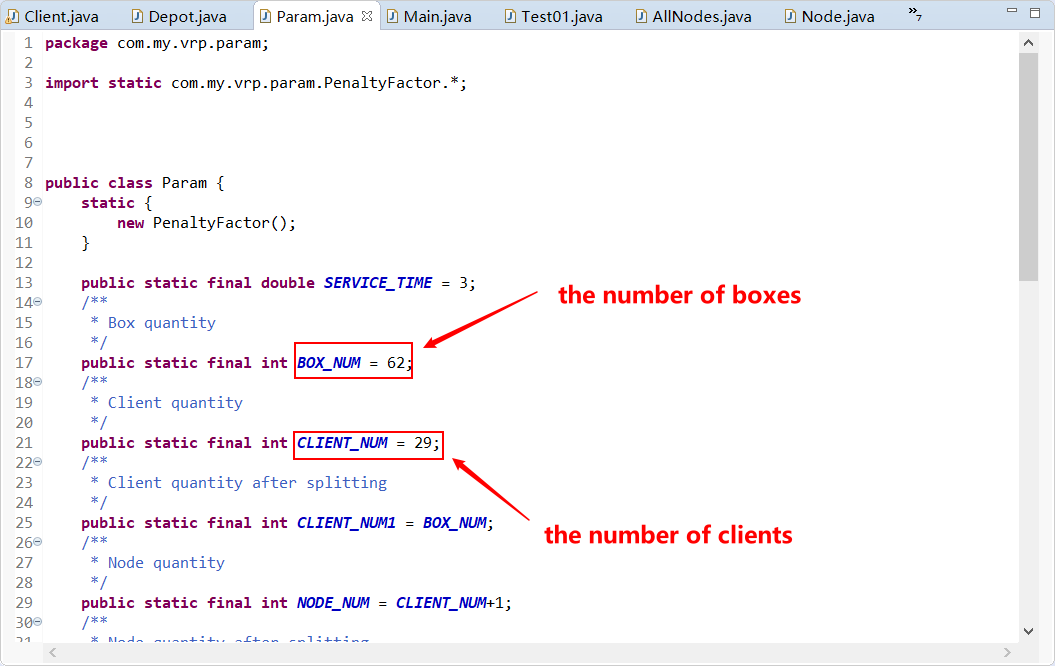 Client.java Depot.java Param.java Main.java Test01.java AllNodes.java Node.java »7
1 package com.my.vrp.param;
2
3 import static com.my.vrp.param.PenaltyFactor.*;
4
5
6
7
8 public class Param {
9 static {
10 new PenaltyFactor();
11 }
12
13 public static final double SERVICE_TIME = 3;
14 /**
the number of boxes
15 * Box quantity
16 */
17 public static final int BOX_NUM = 62;
18 /**
19 * Client quantity
20 */
21 public static final int CLIENT_NUM = 29;
22 /**
23 * Client quantity after splitting
24 */
25 public static final int CLIENT_NUM1 = BOX_NUM;
the number of clients
26 /**
27 * Node quantity
28 */
29 public static final int NODE_NUM = CLIENT_NUM+1;
30 /**
31 * Node quantity after splitting